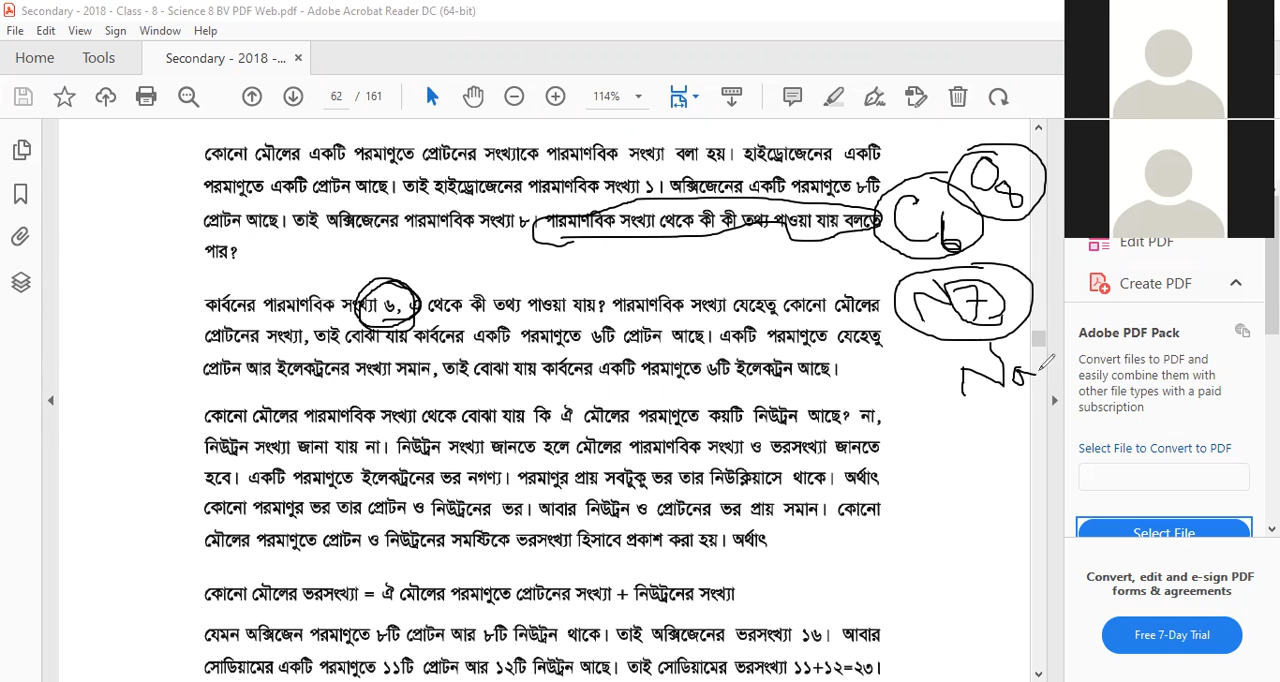 Secondary - 2018 - Class - 8 - Science 8 BV PDF Web.pdf - Adobe Acrobat Reader DC (64-bit)
File Edit View Sign Window Help
Home Tools Secondary - 2018 -... ×
62 / 161 114%
কোনো মৌলের একটি পরমাণুতে প্রোটনের সংখ্যাকে পারমাণবিক সংখ্যা বলা হয়। হাইড্রোজেনের একটি
পরমাণুতে একটি প্রোটন আছে। তাই হাইড্রোজেনের পারমাণবিক সংখ্যা ১। অক্সিজেনের একটি পরমাণুতে ৮টি
প্রোটন আছে। তাই অক্সিজেনের পারমাণবিক সংখ্যা ৮। পারমাণবিক সংখ্যা থেকে কী কী তথ্য পাওয়া যায় বলতে
পার?
O8
C6
কার্বনের পারমাণবিক সংখ্যা ৬, ঐ থেকে কী তথ্য পাওয়া যায়? পারমাণবিক সংখ্যা যেহেতু কোনো মৌলের
প্রোটনের সংখ্যা, তাই বোঝা যায় কার্বনের একটি পরমাণুতে ৬টি প্রোটন আছে। একটি পরমাণুতে যেহেতু
প্রোটন আর ইলেকট্রনের সংখ্যা সমান, তাই বোঝা যায় কার্বনের একটি পরমাণুতে ৬টি ইলেকট্রন আছে।
N7
Na
কোনো মৌলের পারমাণবিক সংখ্যা থেকে বোঝা যায় কি ঐ মৌলের পরমাণুতে কয়টি নিউট্রন আছে? না,
নিউট্রন সংখ্যা জানা যায় না। নিউট্রন সংখ্যা জানতে হলে মৌলের পারমাণবিক সংখ্যা ও ভরসংখ্যা জানতে
হবে। একটি পরমাণুতে ইলেকট্রনের ভর নগণ্য। পরমাণুর প্রায় সবটুকু ভর তার নিউক্লিয়াসে থাকে। অর্থাৎ
কোনো পরমাণুর ভর তার প্রোটন ও নিউট্রনের ভর। আবার নিউট্রন ও প্রোটনের ভর প্রায় সমান। কোনো
মৌলের পরমাণুতে প্রোটন ও নিউট্রনের সমষ্টিকে ভরসংখ্যা হিসাবে প্রকাশ করা হয়। অর্থাৎ
কোনো মৌলের ভরসংখ্যা = ঐ মৌলের পরমাণুতে প্রোটনের সংখ্যা + নিউট্রনের সংখ্যা
যেমন অক্সিজেন পরমাণুতে ৮টি প্রোটন আর ৮টি নিউট্রন থাকে। তাই অক্সিজেনের ভরসংখ্যা ১৬। আবার
সোডিয়ামের একটি পরমাণুতে ১১টি প্রোটন আর ১২টি নিউট্রন আছে। তাই সোডিয়ামের ভরসংখ্যা ১১+১২=২৩।
Edit PDF
Create PDF
Adobe PDF Pack
Convert files to PDF and
easily combine them with
other file types with a paid
subscription
Select File to Convert to PDF
Select File
Convert, edit and e-sign PDF
forms & agreements
Free 7-Day Trial